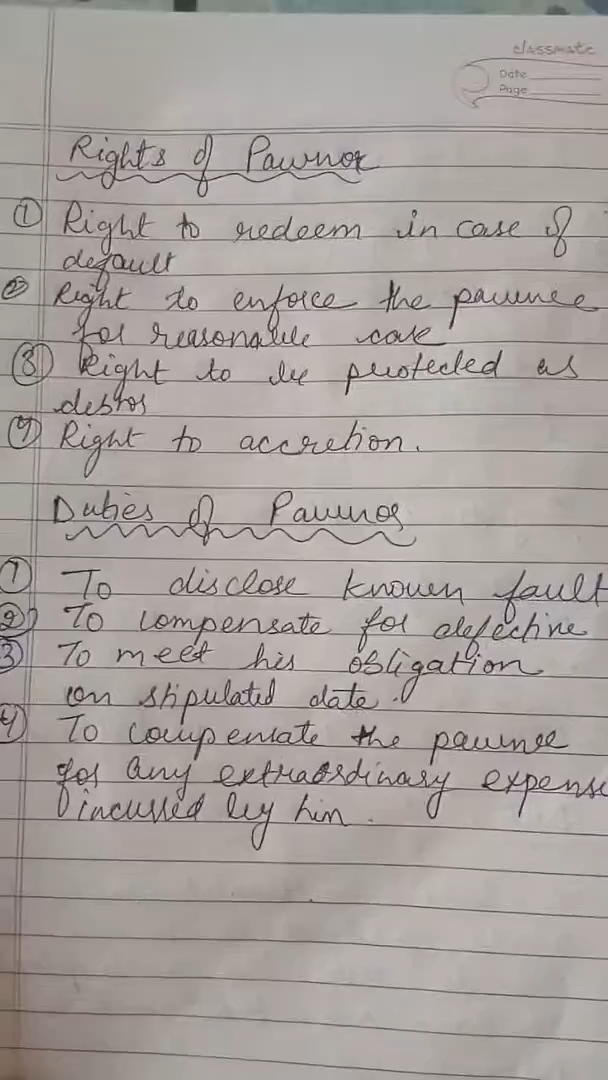 classmate
Date
Page
Rights of Pawnor
① Right to redeem in case of
default
② Right to enforce the pawnee
for reasonable care
③ Right to be protected as
debtor
④ Right to accretion.
Duties of Pawnor
① To disclose known fault
② To compensate for defective
③ To meet his obligation
on stipulated date.
④ To compensate the pawnee
for any extraordinary expense
incurred by him.